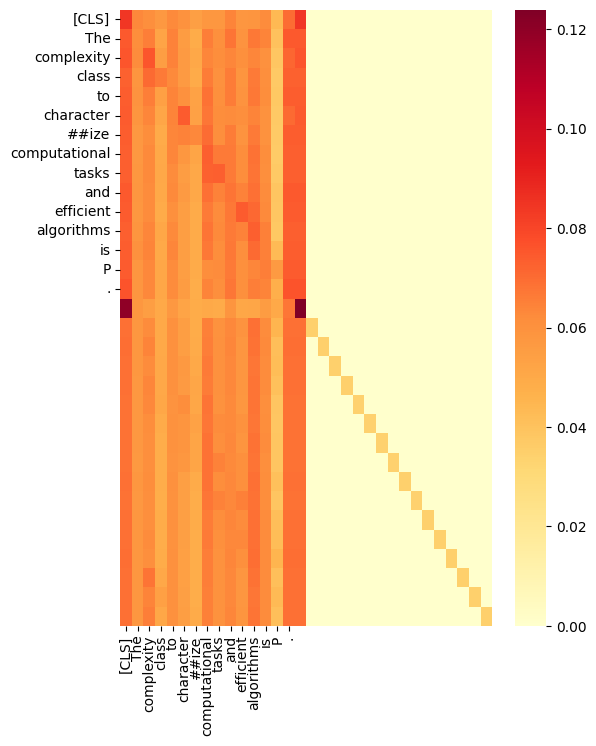 [CLS]
The
complexity
class
to
character
##ize
computational
tasks
and
efficient
algorithms
is
P
.
0.12
0.10
0.08
0.06
0.04
0.02
0.00
[CLS]
The
complexity
class
to
character
##ize
computational
tasks
and
efficient
algorithms
is
P
.